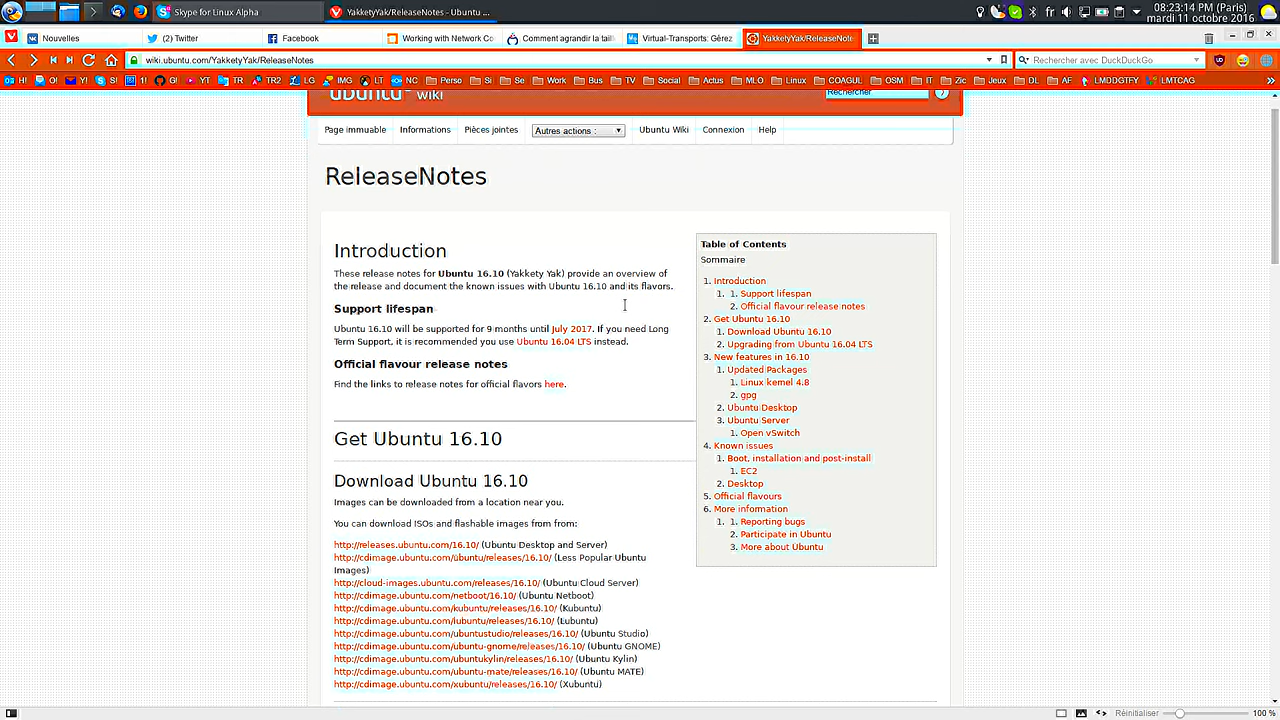 Skype for Linux Alpha
YakketyYak/ReleaseNotes - Ubuntu ...
fr
08:23:14 PM (Paris)
mardi 11 octobre 2016
Nouvelles
(2) Twitter
Facebook
Working with Network Co
Comment agrandir la tail
Virtual-Transports: Gérez
YakketyYak/ReleaseNote
wiki.ubuntu.com/YakketyYak/ReleaseNotes
Rechercher avec DuckDuckGo
H! G+ S! 1! G! YT TR TR2 LG IMG LT NC Perso Si Se Work Bus TV Social Actus MLO Linux COAGUL OSM IT Zic Jeux DL AF LMDDGTFY LMTCAG
ubuntu wiki
Rechercher
Page immuable Informations Pièces jointes Autres actions : Ubuntu Wiki Connexion Help
ReleaseNotes
Introduction
These release notes for Ubuntu 16.10 (Yakkety Yak) provide an overview of
the release and document the known issues with Ubuntu 16.10 and its flavors.
Support lifespan
Ubuntu 16.10 will be supported for 9 months until July 2017. If you need Long
Term Support, it is recommended you use Ubuntu 16.04 LTS instead.
Official flavour release notes
Find the links to release notes for official flavors here.
Get Ubuntu 16.10
Download Ubuntu 16.10
Images can be downloaded from a location near you.
You can download ISOs and flashable images from from:
http://releases.ubuntu.com/16.10/ (Ubuntu Desktop and Server)
http://cdimage.ubuntu.com/ubuntu/releases/16.10/ (Less Popular Ubuntu
Images)
http://cloud-images.ubuntu.com/releases/16.10/ (Ubuntu Cloud Server)
http://cdimage.ubuntu.com/netboot/16.10/ (Ubuntu Netboot)
http://cdimage.ubuntu.com/kubuntu/releases/16.10/ (Kubuntu)
http://cdimage.ubuntu.com/lubuntu/releases/16.10/ (Lubuntu)
http://cdimage.ubuntu.com/ubuntustudio/releases/16.10/ (Ubuntu Studio)
http://cdimage.ubuntu.com/ubuntu-gnome/releases/16.10/ (Ubuntu GNOME)
http://cdimage.ubuntu.com/ubuntukylin/releases/16.10/ (Ubuntu Kylin)
http://cdimage.ubuntu.com/ubuntu-mate/releases/16.10/ (Ubuntu MATE)
http://cdimage.ubuntu.com/xubuntu/releases/16.10/ (Xubuntu)
Table of Contents
Sommaire
1. Introduction
1. 1. Support lifespan
2. Official flavour release notes
2. Get Ubuntu 16.10
1. Download Ubuntu 16.10
2. Upgrading from Ubuntu 16.04 LTS
3. New features in 16.10
1. Updated Packages
1. Linux kernel 4.8
2. gpg
2. Ubuntu Desktop
3. Ubuntu Server
1. Open vSwitch
4. Known issues
1. Boot, installation and post-install
1. EC2
2. Desktop
5. Official flavours
6. More information
1. 1. Reporting bugs
2. Participate in Ubuntu
3. More about Ubuntu
Réinitialiser
100 %